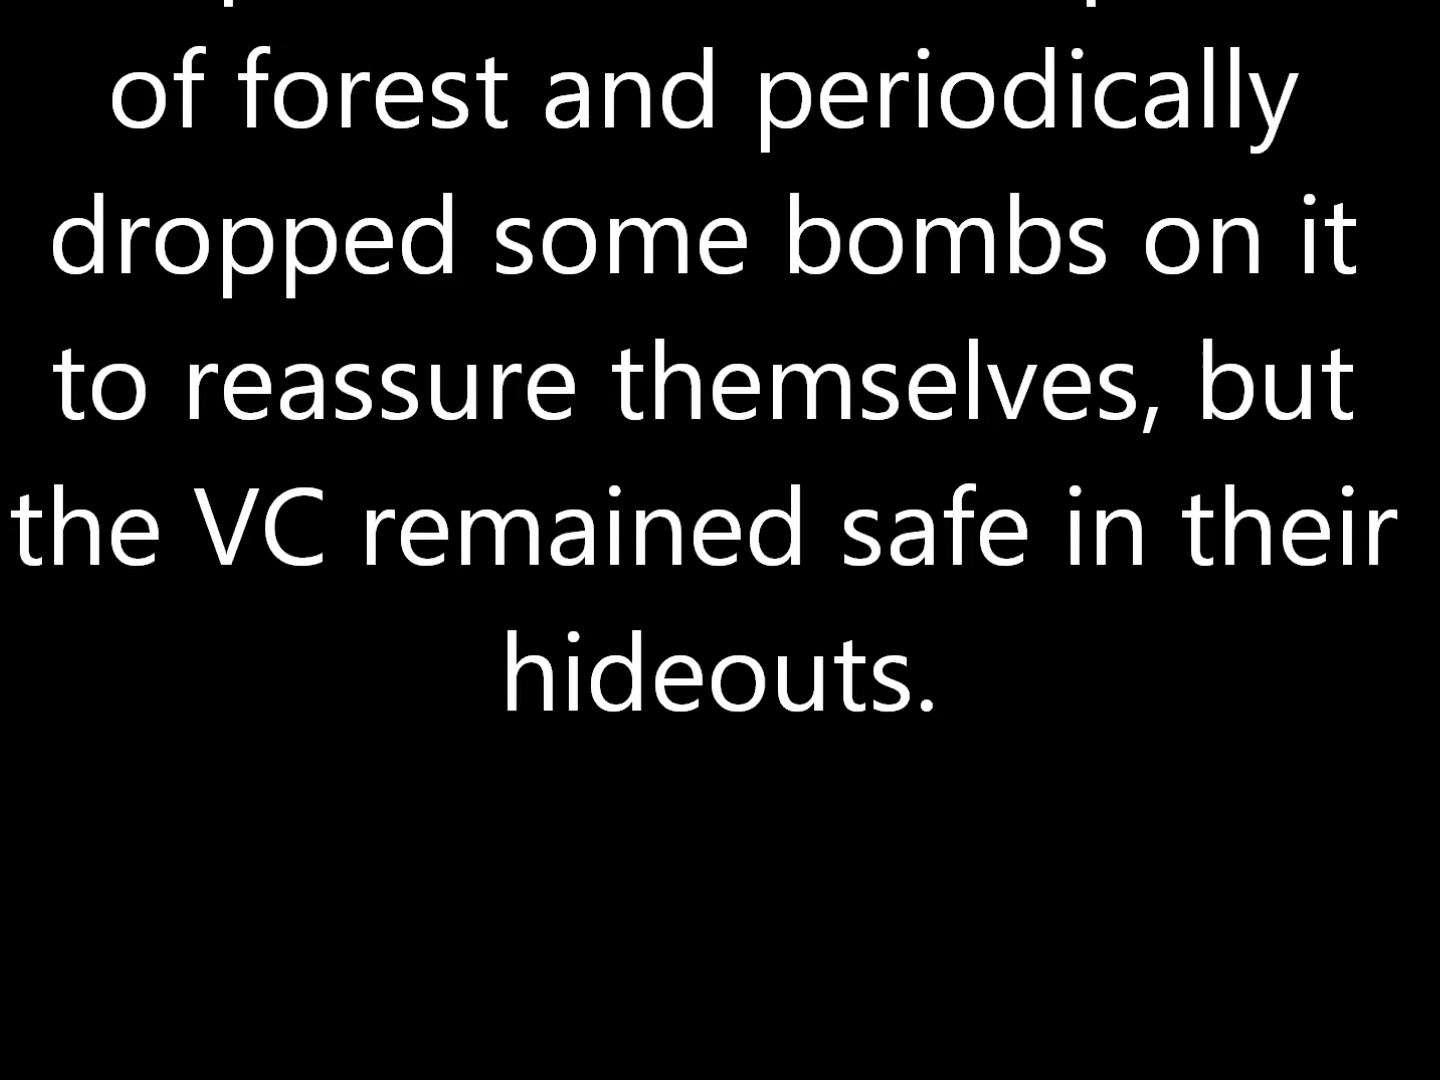 of forest and periodically
dropped some bombs on it
to reassure themselves, but
the VC remained safe in their
hideouts.